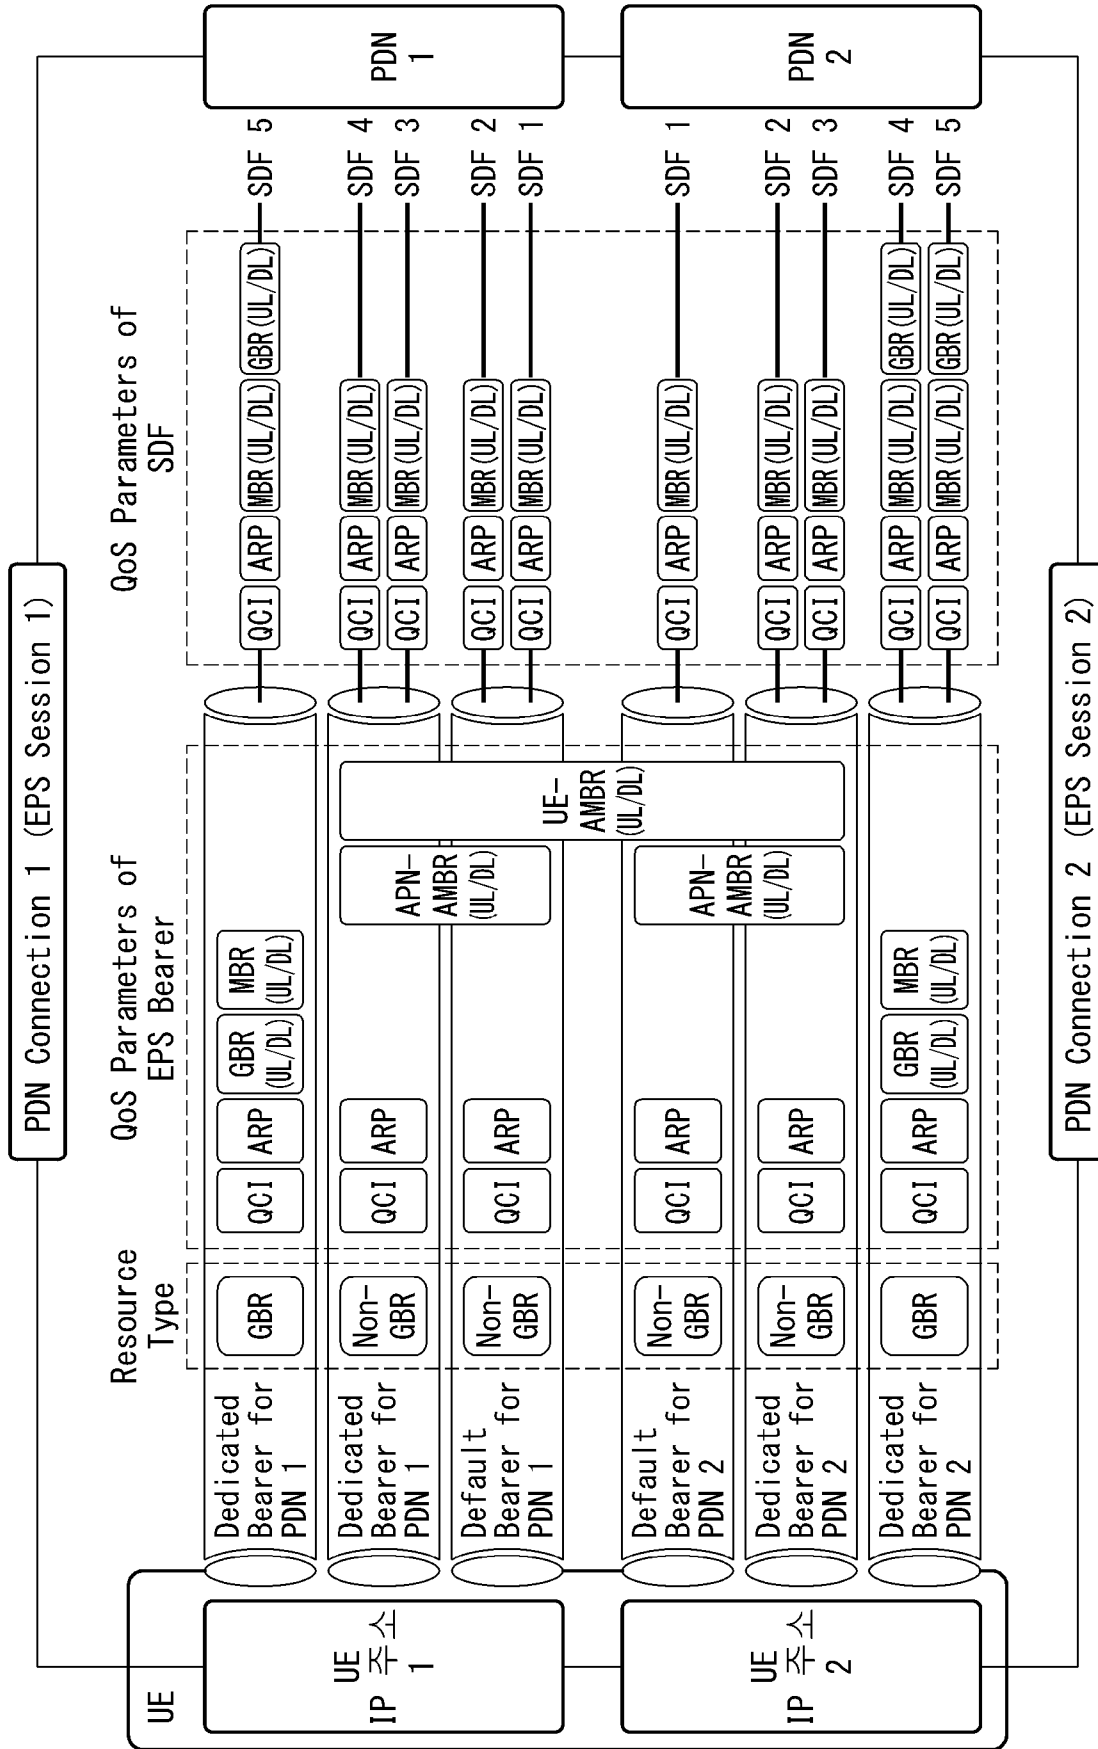 PDN Connection 1 (EPS Session 1)
Resource
Type
QoS Parameters of
EPS Bearer
QoS Parameters of
SDF
UE
UE
IP 주소
1
Dedicated
Bearer for
PDN 1
GBR
QCI
ARP
GBR
(UL/DL)
MBR
(UL/DL)
QCI
ARP
MBR(UL/DL)
GBR(UL/DL)
SDF 5
PDN
1
Dedicated
Bearer for
PDN 1
Non-
GBR
QCI
ARP
APN-
AMBR
(UL/DL)
UE-
AMBR
(UL/DL)
QCI
ARP
MBR(UL/DL)
SDF 4
QCI
ARP
MBR(UL/DL)
SDF 3
Default
Bearer for
PDN 1
Non-
GBR
QCI
ARP
QCI
ARP
MBR(UL/DL)
SDF 2
QCI
ARP
MBR(UL/DL)
SDF 1
UE
IP 주소
2
Default
Bearer for
PDN 2
Non-
GBR
QCI
ARP
APN-
AMBR
(UL/DL)
QCI
ARP
MBR(UL/DL)
SDF 1
PDN
2
Dedicated
Bearer for
PDN 2
Non-
GBR
QCI
ARP
QCI
ARP
MBR(UL/DL)
SDF 2
QCI
ARP
MBR(UL/DL)
SDF 3
Dedicated
Bearer for
PDN 2
GBR
QCI
ARP
GBR
(UL/DL)
MBR
(UL/DL)
QCI
ARP
MBR(UL/DL)
GBR(UL/DL)
SDF 4
QCI
ARP
MBR(UL/DL)
GBR(UL/DL)
SDF 5
PDN Connection 2 (EPS Session 2)